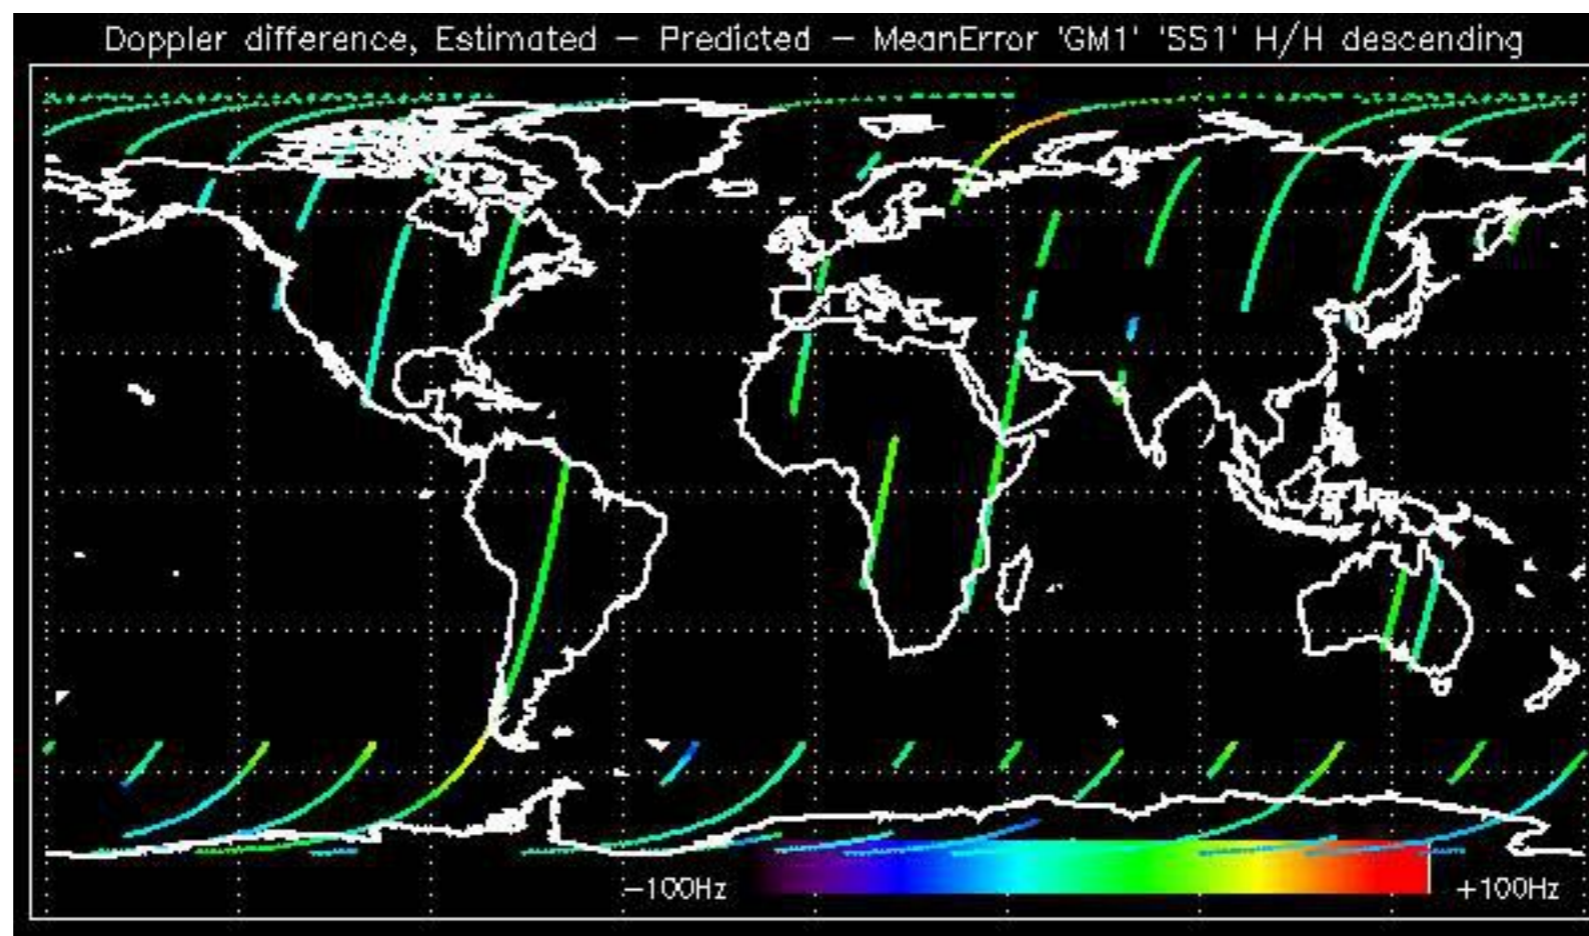 Doppler difference, Estimated − Predicted − MeanError 'GM1' 'SS1' H/H descending
−100Hz +100Hz